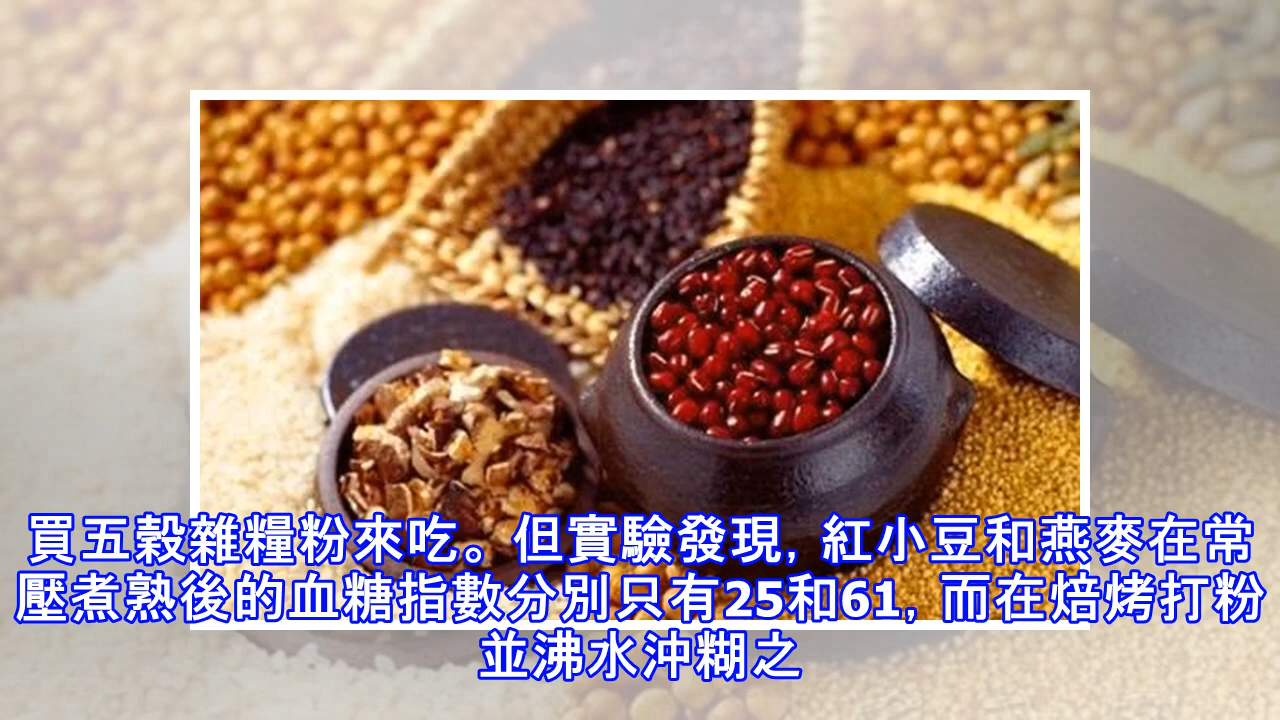 買五榖雜糧粉來吃。但實驗發現, 紅小豆和燕麥在常
壓煮熟後的血糖指數分別只有25和61, 而在焙烤打粉
並沸水沖糊之